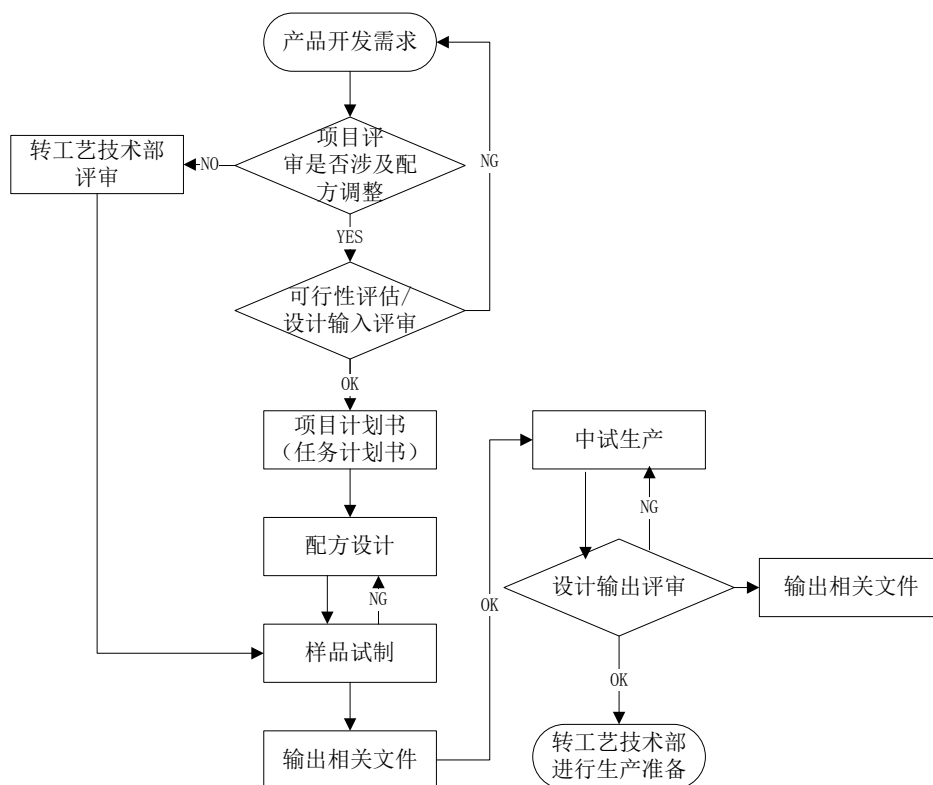 产品开发需求
项目评
审是否涉及配
方调整
NO
转工艺技术部
评审
NG
YES
可行性评估/
设计输入评审
OK
项目计划书
（任务计划书）
配方设计
NG
样品试制
输出相关文件
OK
中试生产
NG
设计输出评审
输出相关文件
OK
转工艺技术部
进行生产准备